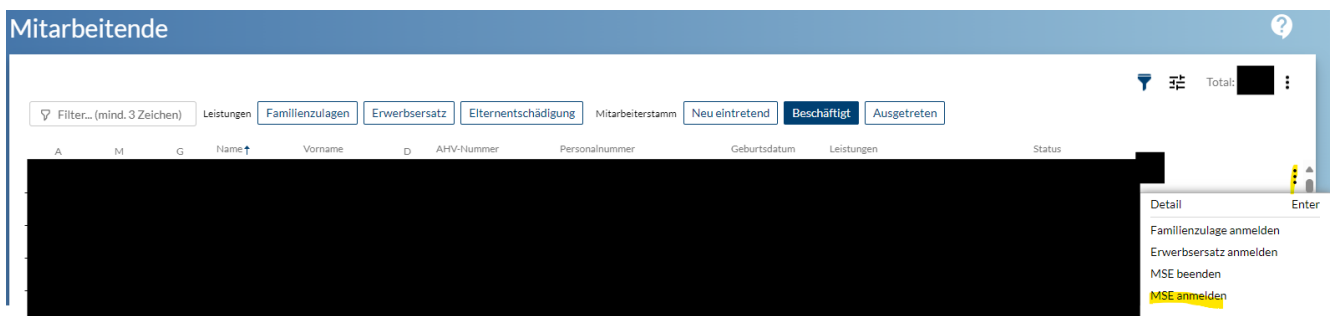 Mitarbeitende
Total:
Filter... (mind. 3 Zeichen) Leistungen Familienzulagen Erwerbsersatz Elternentschädigung Mitarbeiterstamm Neu eintretend Beschäftigt Ausgetreten
A M G Name Vorname D AHV-Nummer Personalnummer Geburtsdatum Leistungen Status
Detail Enter
Familienzulage anmelden
Erwerbsersatz anmelden
MSE beenden
MSE anmelden